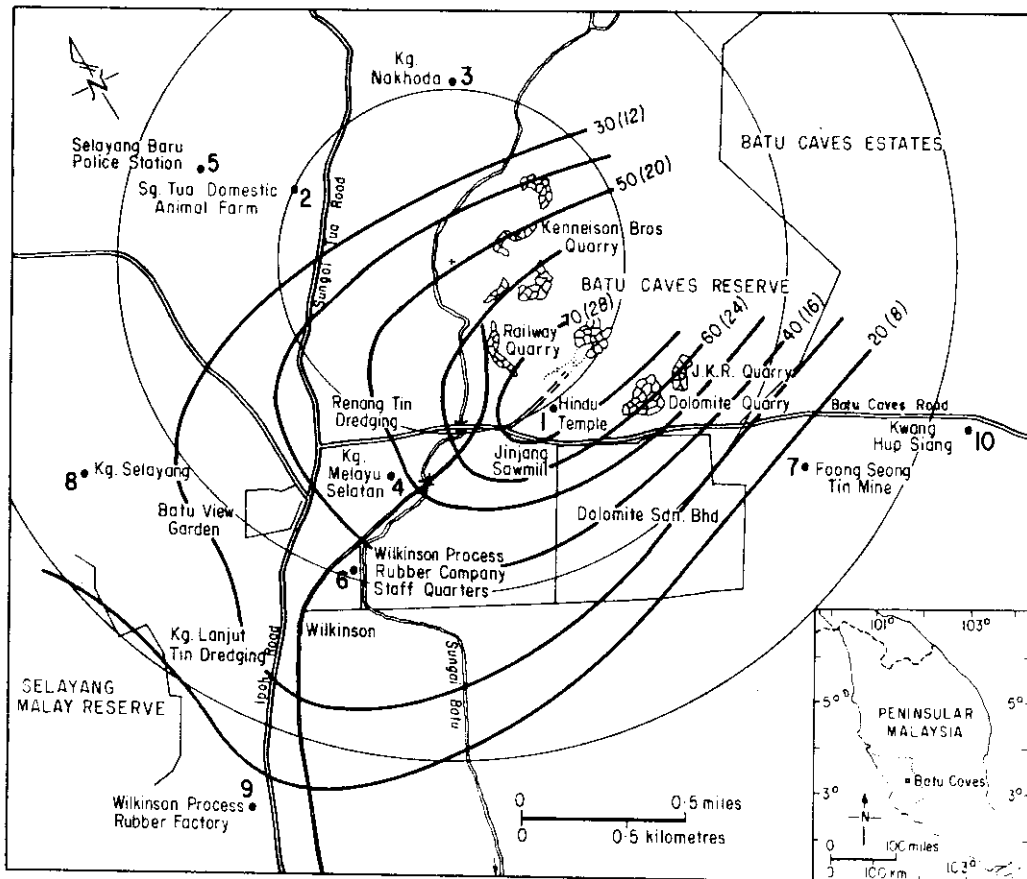 Kg.
Nakhoda
3
30 (12)
Selayang Baru
Police Station
5
BATU CAVES ESTATES
Sg. Tua Domestic
Animal Farm
2
50 (20)
Sungai Tua Road
Kenneison Bros
Quarry
BATU CAVES RESERVE
70 (28)
60 (24)
40 (16)
20 (8)
Railway
Quarry
J.K.R. Quarry
Renang Tin
Dredging
Hindu
Temple
1
Dolomite Quarry
Batu Caves Road
Kwang
Hup Siang
10
Jinjang
Sawmill
Kg.
Melayu
Selatan
4
8
Kg. Selayang
7
Foong Seong
Tin Mine
Batu View
Garden
Dolomite Sdn. Bhd
Wilkinson Process
Rubber Company
Staff Quarters
6
Kg. Lanjut
Tin Dredging
Wilkinson
Ipoh Road
Sungai Batu
SELAYANG
MALAY RESERVE
9
Wilkinson Process
Rubber Factory
0 0·5 miles
0 0·5 kilometres
101° 103°
5° 5°
PENINSULAR
MALAYSIA
Batu Caves
3° 3°
N
0 100 miles
0 100 km
103°